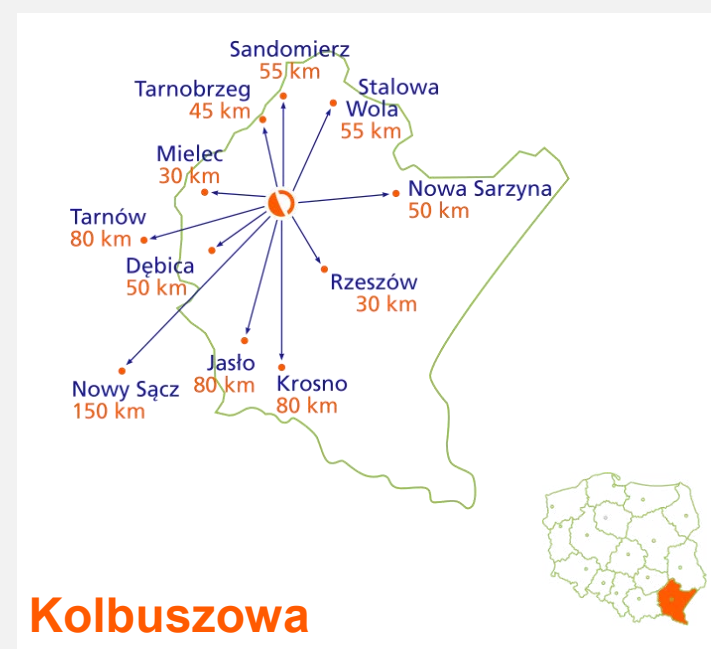 Sandomierz
55 km
Tarnobrzeg
45 km
Stalowa
Wola
55 km
Mielec
30 km
Nowa Sarzyna
50 km
Tarnów
80 km
Dębica
50 km
Rzeszów
30 km
Jasło
80 km
Krosno
80 km
Nowy Sącz
150 km
Kolbuszowa